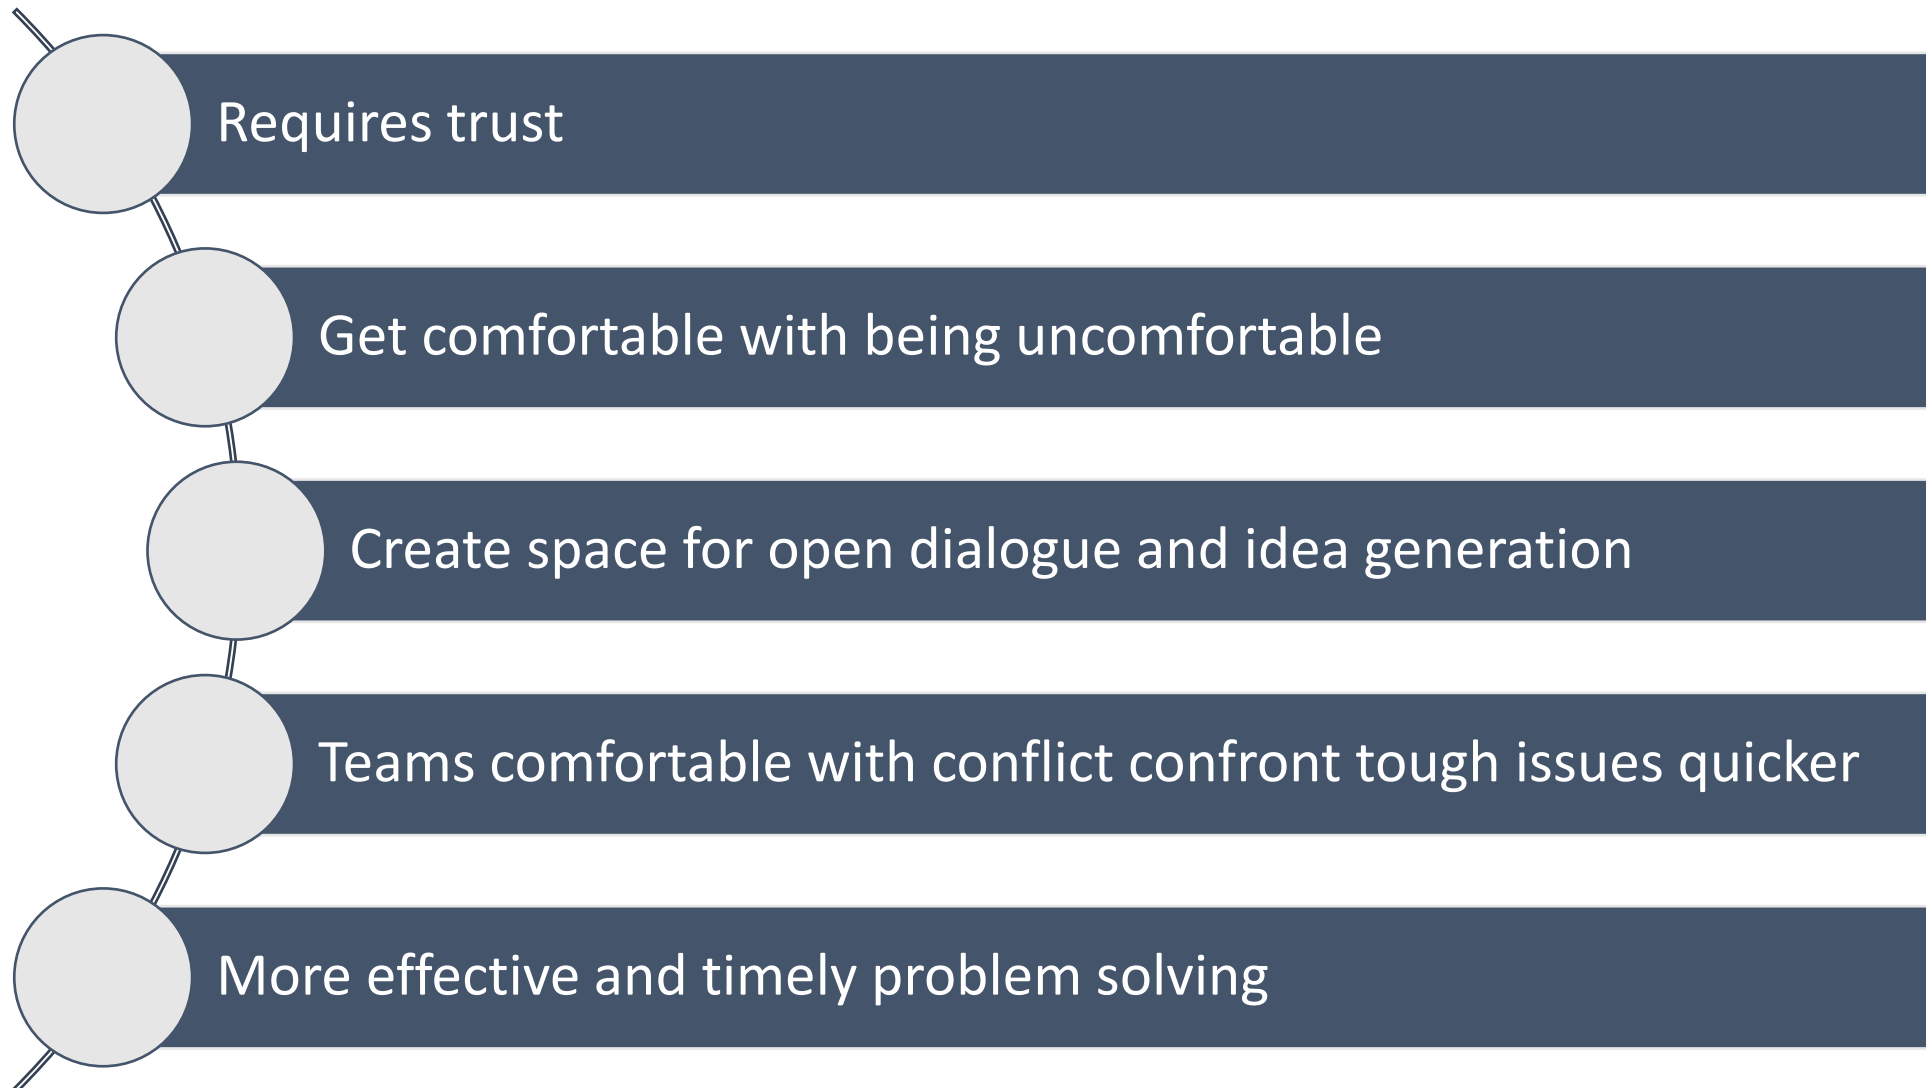 Requires trust
Get comfortable with being uncomfortable
Create space for open dialogue and idea generation
Teams comfortable with conflict confront tough issues quicker
More effective and timely problem solving